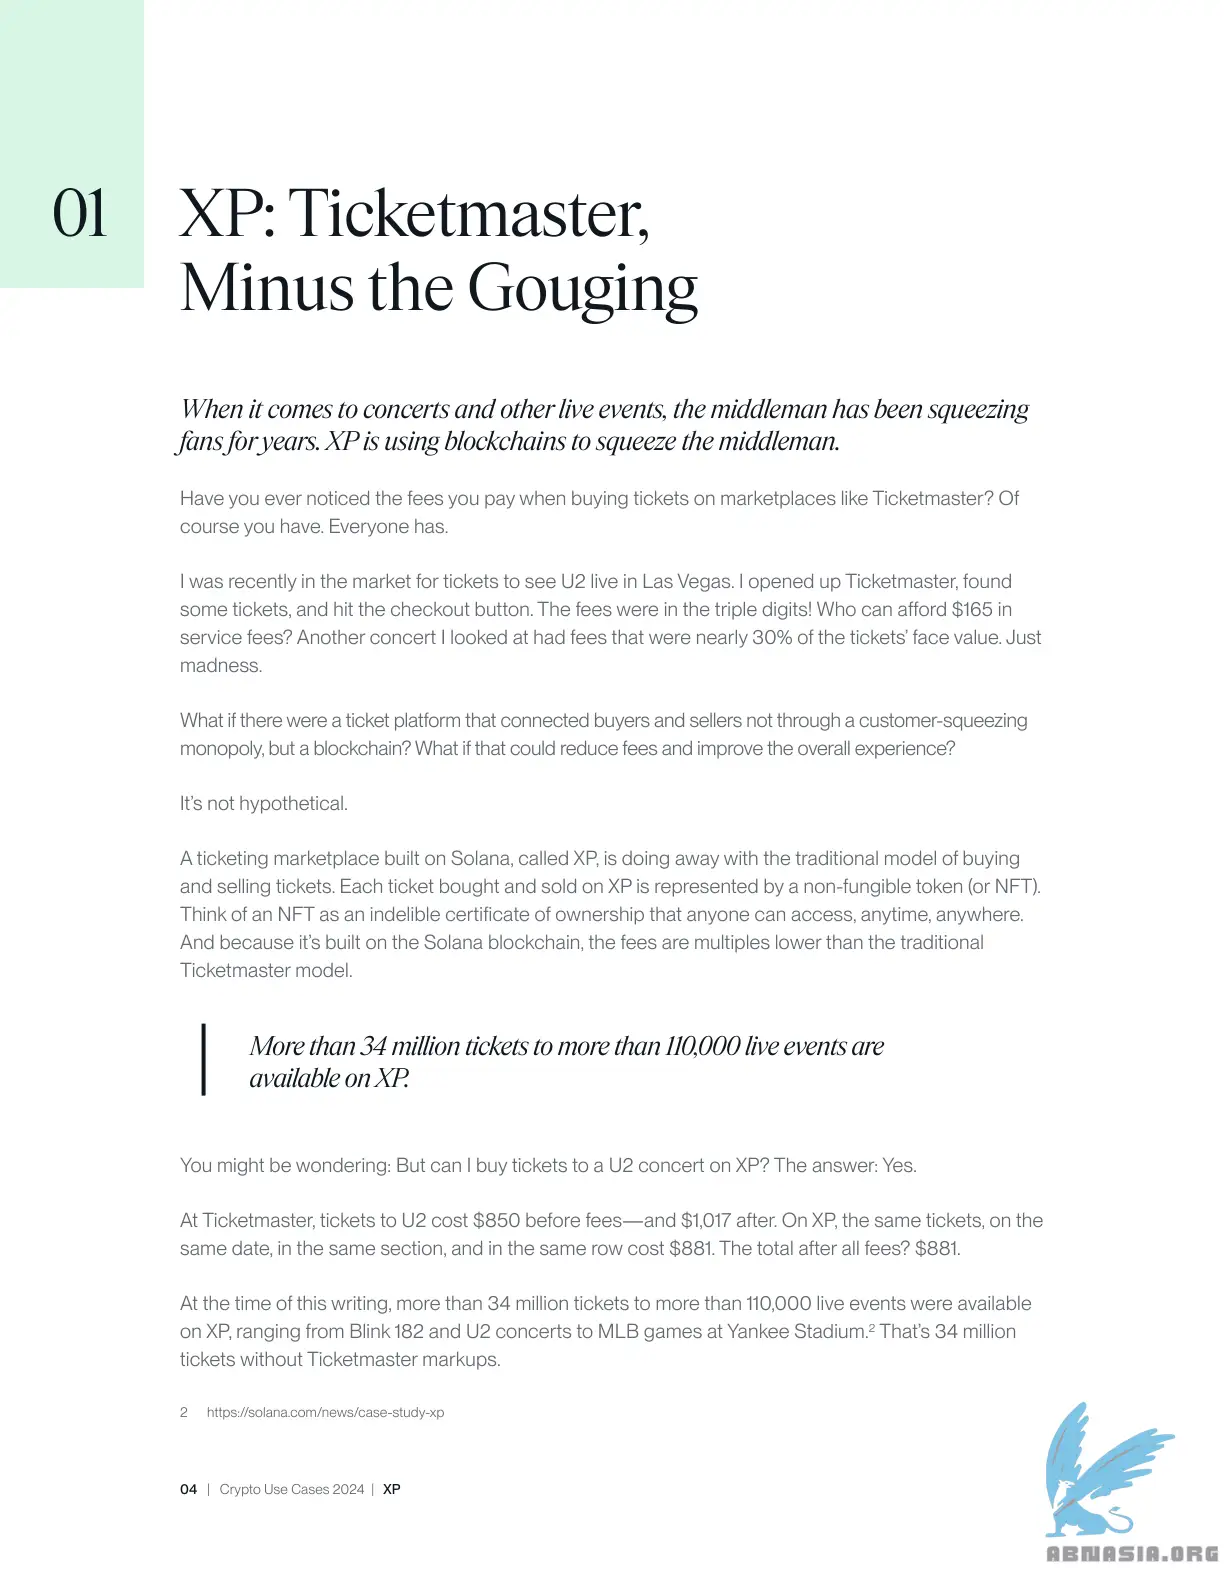 01
XP: Ticketmaster,
Minus the Gouging
When it comes to concerts and other live events, the middleman has been squeezing
fans for years. XP is using blockchains to squeeze the middleman.
Have you ever noticed the fees you pay when buying tickets on marketplaces like Ticketmaster? Of
course you have. Everyone has.
I was recently in the market for tickets to see U2 live in Las Vegas. I opened up Ticketmaster, found
some tickets, and hit the checkout button. The fees were in the triple digits! Who can afford $165 in
service fees? Another concert I looked at had fees that were nearly 30% of the tickets’ face value. Just
madness.
What if there were a ticket platform that connected buyers and sellers not through a customer-squeezing
monopoly, but a blockchain? What if that could reduce fees and improve the overall experience?
It’s not hypothetical.
A ticketing marketplace built on Solana, called XP, is doing away with the traditional model of buying
and selling tickets. Each ticket bought and sold on XP is represented by a non-fungible token (or NFT).
Think of an NFT as an indelible certificate of ownership that anyone can access, anytime, anywhere.
And because it’s built on the Solana blockchain, the fees are multiples lower than the traditional
Ticketmaster model.
More than 34 million tickets to more than 110,000 live events are
available on XP.
You might be wondering: But can I buy tickets to a U2 concert on XP? The answer: Yes.
At Ticketmaster, tickets to U2 cost $850 before fees—and $1,017 after. On XP, the same tickets, on the
same date, in the same section, and in the same row cost $881. The total after all fees? $881.
At the time of this writing, more than 34 million tickets to more than 110,000 live events were available
on XP, ranging from Blink 182 and U2 concerts to MLB games at Yankee Stadium.² That’s 34 million
tickets without Ticketmaster markups.
2 https://solana.com/news/case-study-xp
04 | Crypto Use Cases 2024 | XP
ABNASIA.ORG